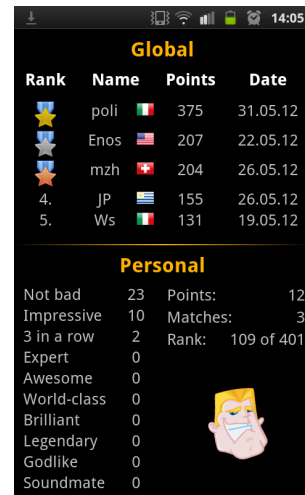 14:05
Global
Rank Name Points Date
poli 375 31.05.12
Enos 207 22.05.12
mzh 204 26.05.12
4. JP 155 26.05.12
5. Ws 131 19.05.12
Personal
Not bad 23 Points: 12
Impressive 10 Matches: 3
3 in a row 2 Rank: 109 of 401
Expert 0
Awesome 0
World-class 0
Brilliant 0
Legendary 0
Godlike 0
Soundmate 0